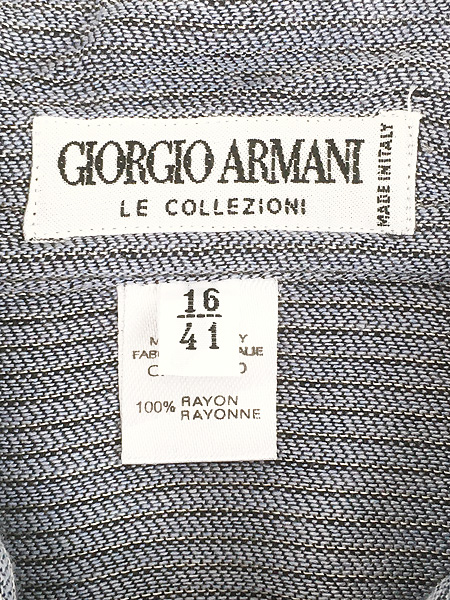 GIORGIO ARMANI
LE COLLEZIONI
MADE IN ITALY
16
41
100% RAYON
RAYONNE